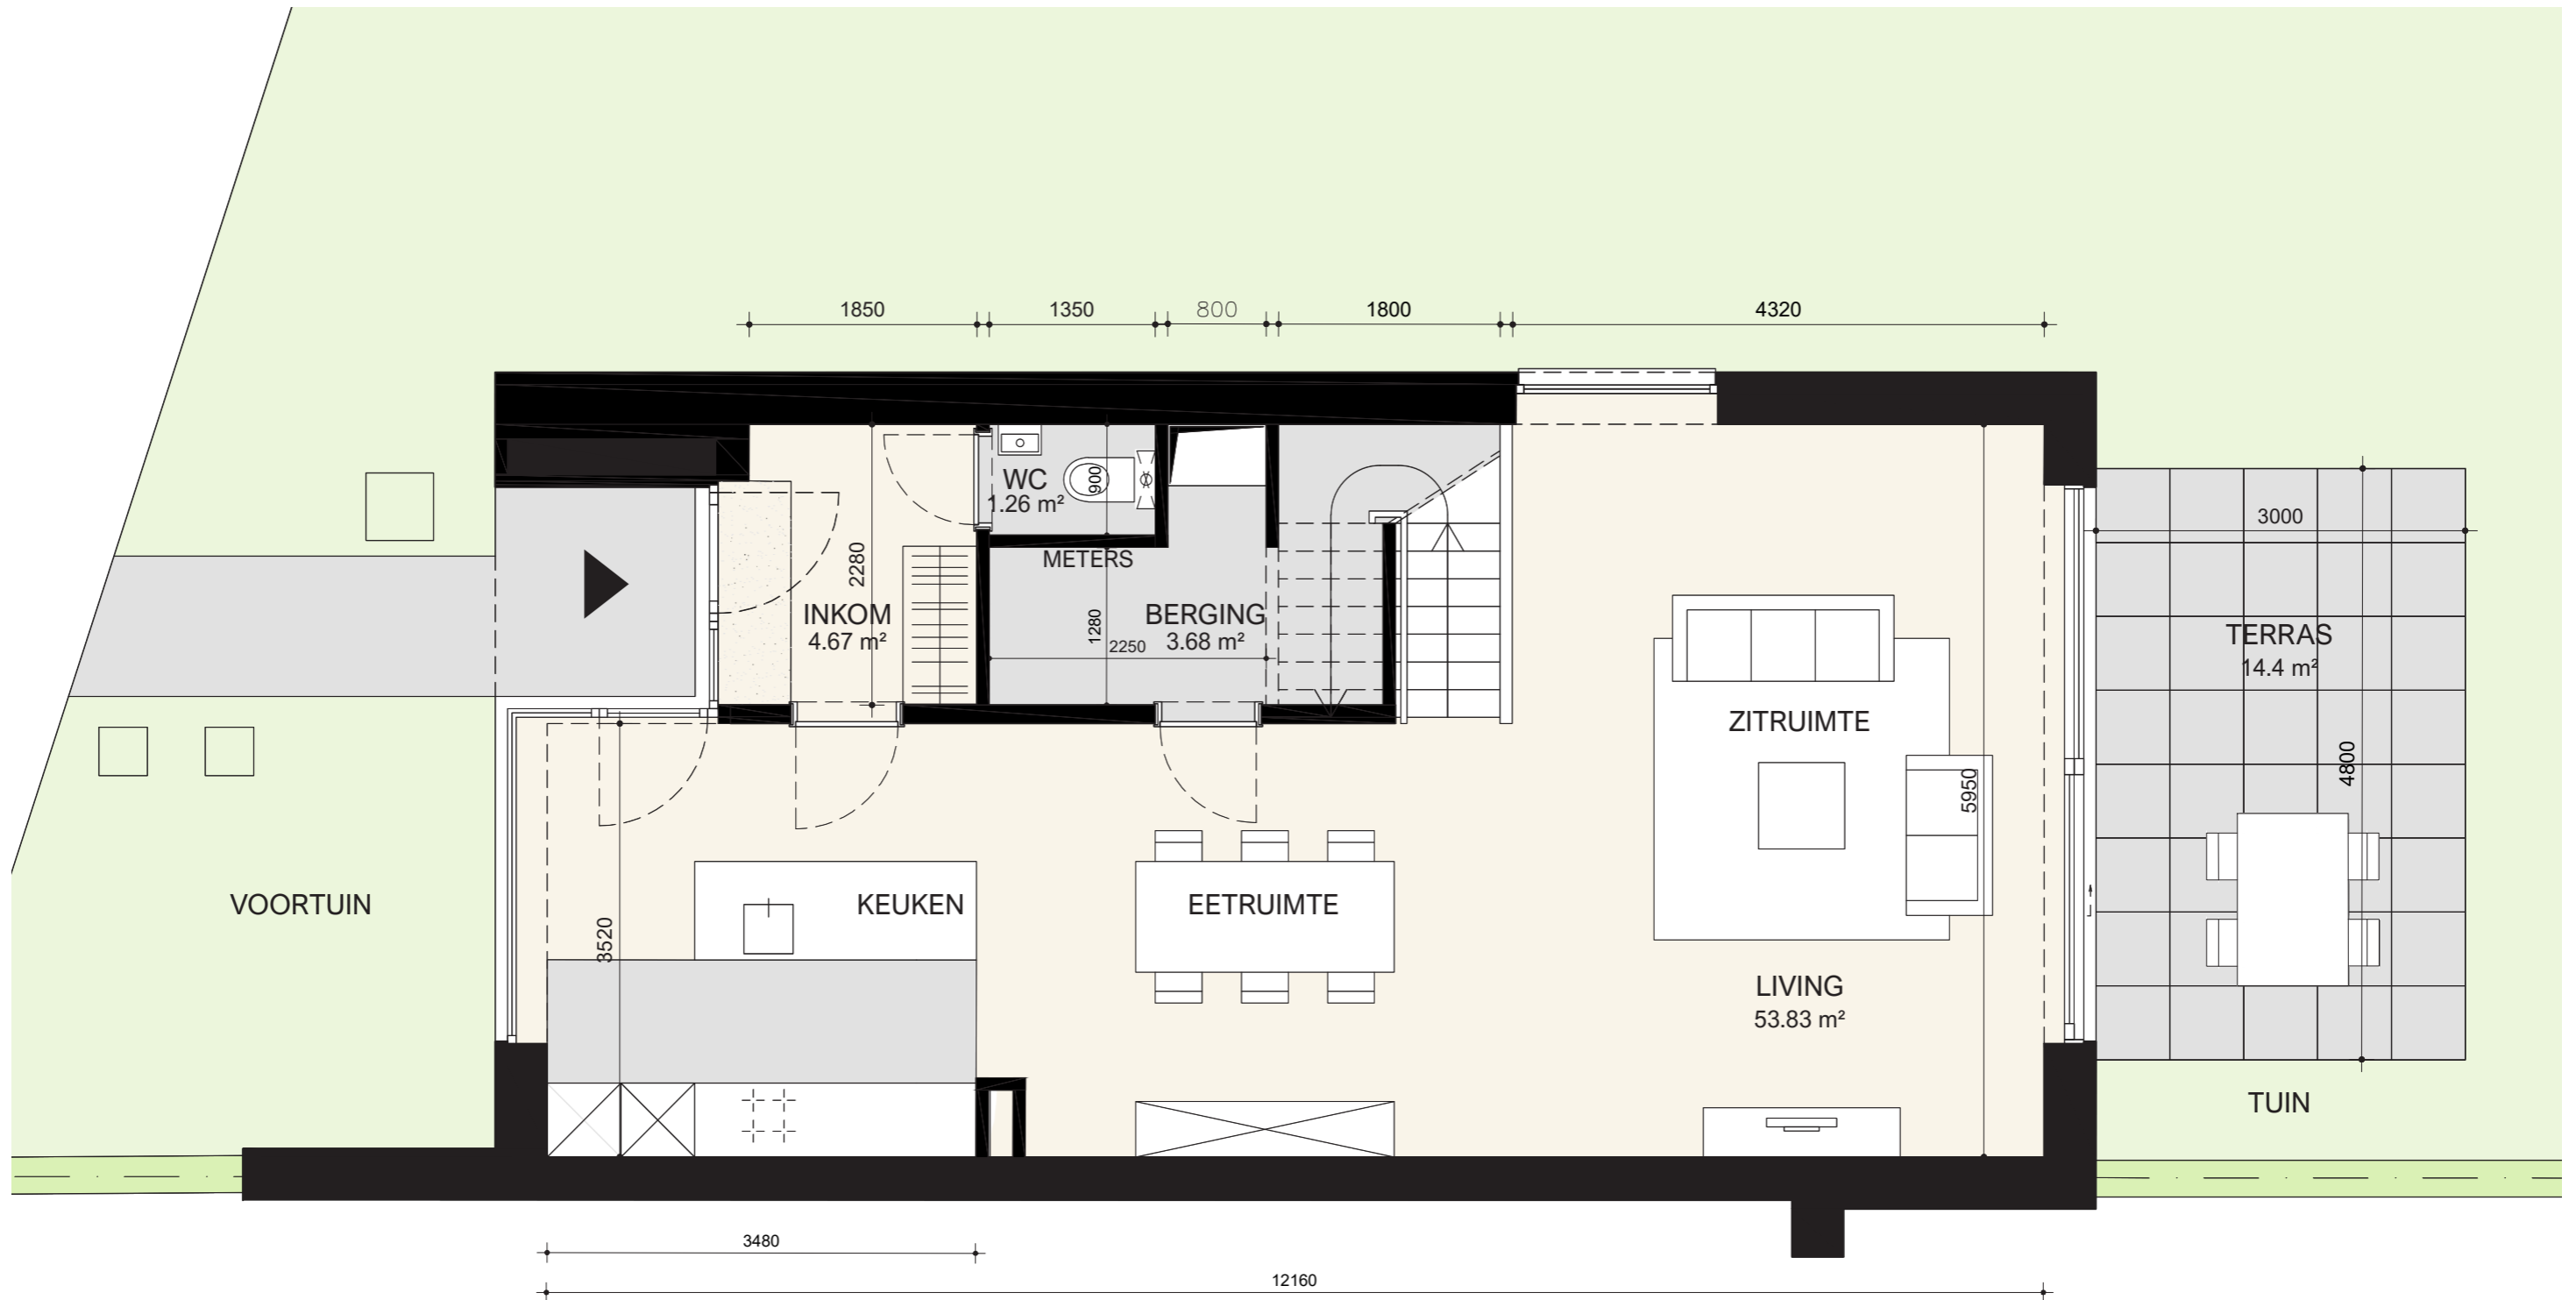 1850
1350
800
1800
4320
WC
1.26 m²
900
METERS
2280
INKOM
4.67 m²
1280
BERGING
3.68 m²
2250
3000
TERRAS
14.4 m²
4800
ZITRUIMTE
5950
VOORTUIN
3520
KEUKEN
EETRUIMTE
LIVING
53.83 m²
TUIN
3480
12160